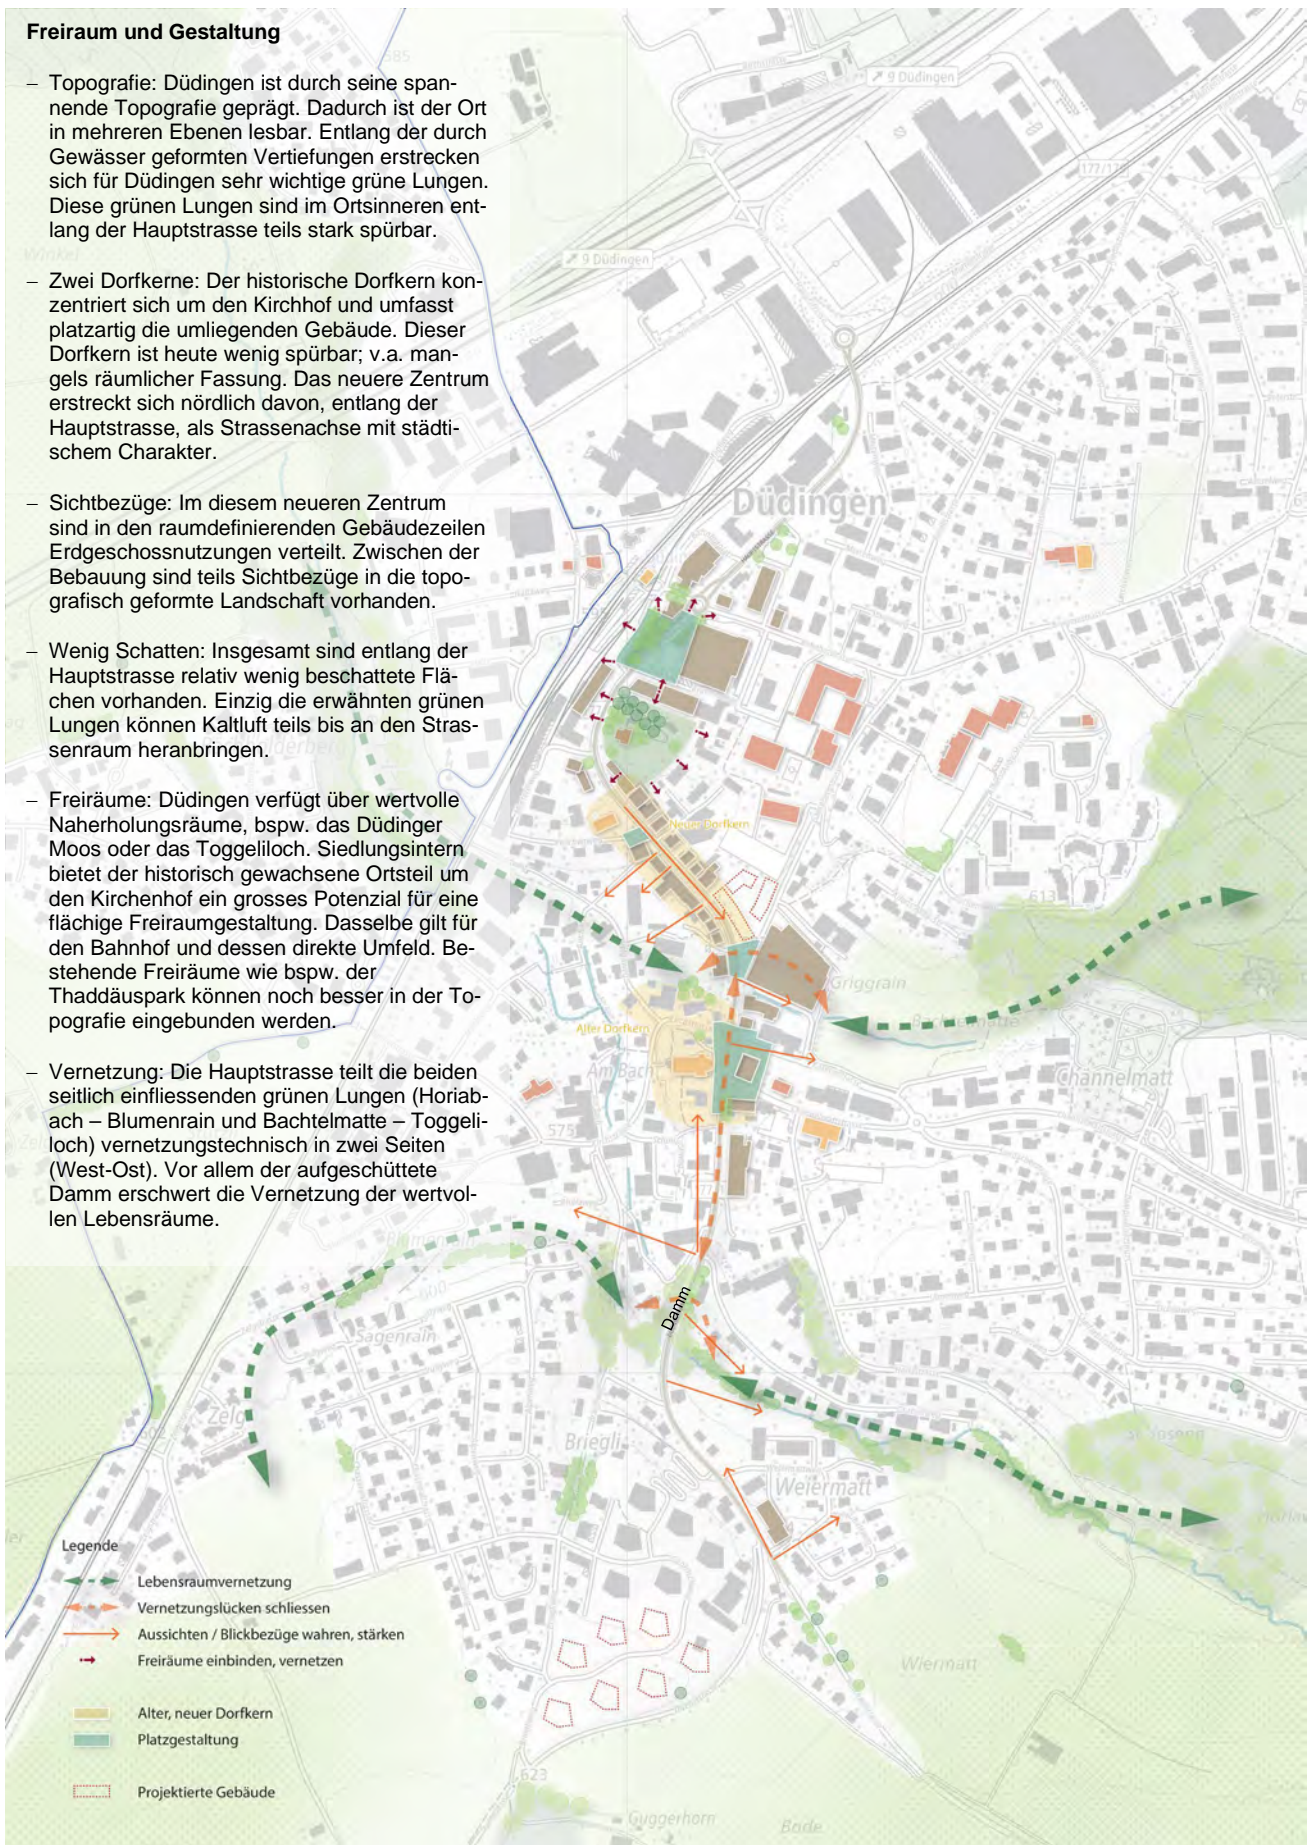 Freiraum und Gestaltung
– Topografie: Düdingen ist durch seine span-
nende Topografie geprägt. Dadurch ist der Ort
in mehreren Ebenen lesbar. Entlang der durch
Gewässer geformten Vertiefungen erstrecken
sich für Düdingen sehr wichtige grüne Lungen.
Diese grünen Lungen sind im Ortsinneren ent-
lang der Hauptstrasse teils stark spürbar.
– Zwei Dorfkerne: Der historische Dorfkern kon-
zentriert sich um den Kirchhof und umfasst
platzartig die umliegenden Gebäude. Dieser
Dorfkern ist heute wenig spürbar; v.a. man-
gels räumlicher Fassung. Das neuere Zentrum
erstreckt sich nördlich davon, entlang der
Hauptstrasse, als Strassenachse mit städti-
schem Charakter.
– Sichtbezüge: Im diesem neueren Zentrum
sind in den raumdefinierenden Gebäudezeilen
Erdgeschossnutzungen verteilt. Zwischen der
Bebauung sind teils Sichtbezüge in die topo-
grafisch geformte Landschaft vorhanden.
– Wenig Schatten: Insgesamt sind entlang der
Hauptstrasse relativ wenig beschattete Flä-
chen vorhanden. Einzig die erwähnten grünen
Lungen können Kaltluft teils bis an den Stras-
senraum heranbringen.
– Freiräume: Düdingen verfügt über wertvolle
Naherholungsräume, bspw. das Düdinger
Moos oder das Toggeliloch. Siedlungsintern
bietet der historisch gewachsene Ortsteil um
den Kirchenhof ein grosses Potenzial für eine
flächige Freiraumgestaltung. Dasselbe gilt für
den Bahnhof und dessen direkte Umfeld. Be-
stehende Freiräume wie bspw. der
Thaddäuspark können noch besser in der To-
pografie eingebunden werden.
– Vernetzung: Die Hauptstrasse teilt die beiden
seitlich einfliessenden grünen Lungen (Horiab-
ach – Blumenrain und Bachtelmatte – Toggeli-
loch) vernetzungstechnisch in zwei Seiten
(West-Ost). Vor allem der aufgeschüttete
Damm erschwert die Vernetzung der wertvol-
len Lebensräume.
585
9 Düdingen
177/175
Winkel
9 Düdingen
Düdingen
Neuer Dorfkern
613
Griggrain
Bachtelmatte
Alter Dorfkern
Am Bach
Channelmatt
575
Damm
600
Sagenrain
Zelg
602
Briegli
Weiermatt
Wiermatt
623
Guggerhorn
Bade
Legende
Lebensraumvernetzung
Vernetzungslücken schliessen
Aussichten / Blickbezüge wahren, stärken
Freiräume einbinden, vernetzen
Alter, neuer Dorfkern
Platzgestaltung
Projektierte Gebäude